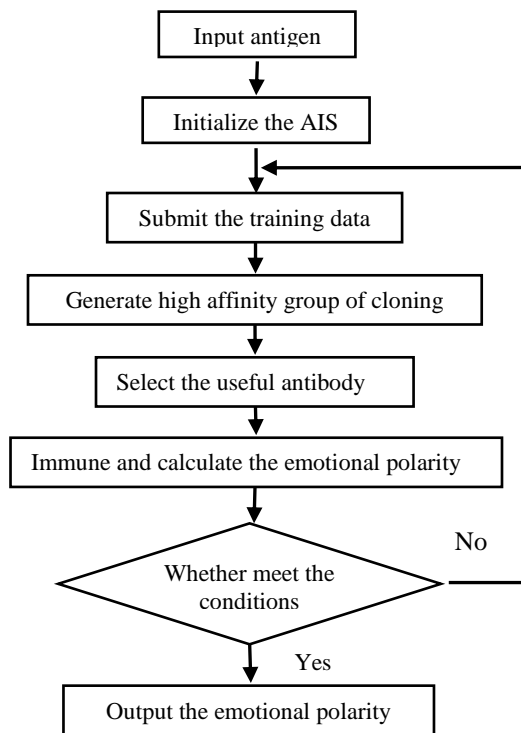 Input antigen
Initialize the AIS
Submit the training data
Generate high affinity group of cloning
Select the useful antibody
Immune and calculate the emotional polarity
Whether meet the
conditions
No
Yes
Output the emotional polarity